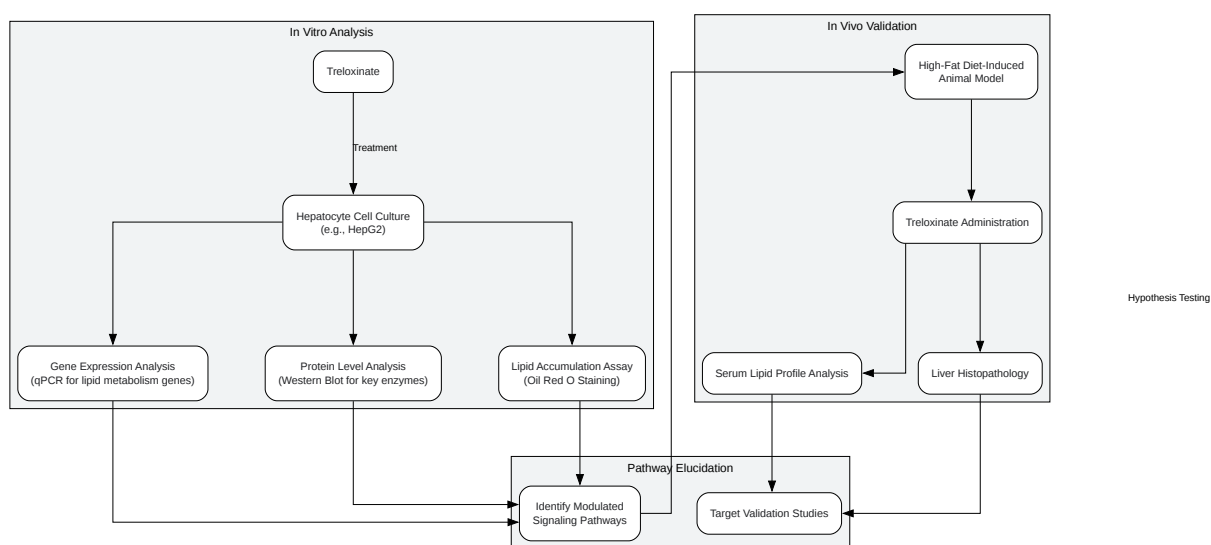 In Vitro Analysis
Treloxinate
Treatment
Hepatocyte Cell Culture
(e.g., HepG2)
Gene Expression Analysis
(qPCR for lipid metabolism genes)
Protein Level Analysis
(Western Blot for key enzymes)
Lipid Accumulation Assay
(Oil Red O Staining)
In Vivo Validation
High-Fat Diet-Induced
Animal Model
Treloxinate Administration
Serum Lipid Profile Analysis
Liver Histopathology
Hypothesis Testing
Pathway Elucidation
Identify Modulated
Signaling Pathways
Target Validation Studies